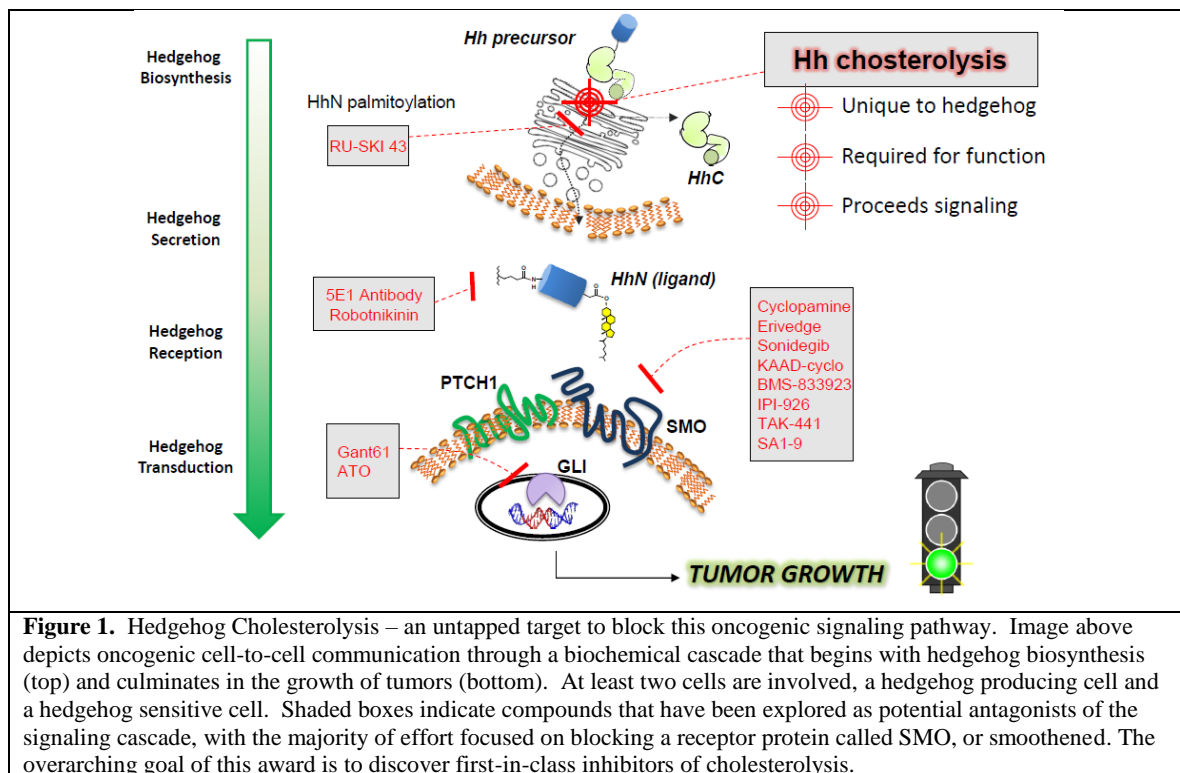 Hedgehog
Biosynthesis
Hh precursor
Hh chosterolysis
HhN palmitoylation
RU-SKI 43
HhC
Unique to hedgehog
Required for function
Proceeds signaling
Hedgehog
Secretion
5E1 Antibody
Robotnikinin
O
N
H
HhN (ligand)
O
O
Hedgehog
Reception
Cyclopamine
Erivedge
Sonidegib
KAAD-cyclo
BMS-833923
IPI-926
TAK-441
SA1-9
PTCH1
SMO
Hedgehog
Transduction
Gant61
ATO
GLI
TUMOR GROWTH
Figure 1.  Hedgehog Cholesterolysis – an untapped target to block this oncogenic signaling pathway.  Image above
depicts oncogenic cell-to-cell communication through a biochemical cascade that begins with hedgehog biosynthesis
(top) and culminates in the growth of tumors (bottom).  At least two cells are involved, a hedgehog producing cell and
a hedgehog sensitive cell.  Shaded boxes indicate compounds that have been explored as potential antagonists of the
signaling cascade, with the majority of effort focused on blocking a receptor protein called SMO, or smoothened. The
overarching goal of this award is to discover first-in-class inhibitors of cholesterolysis.